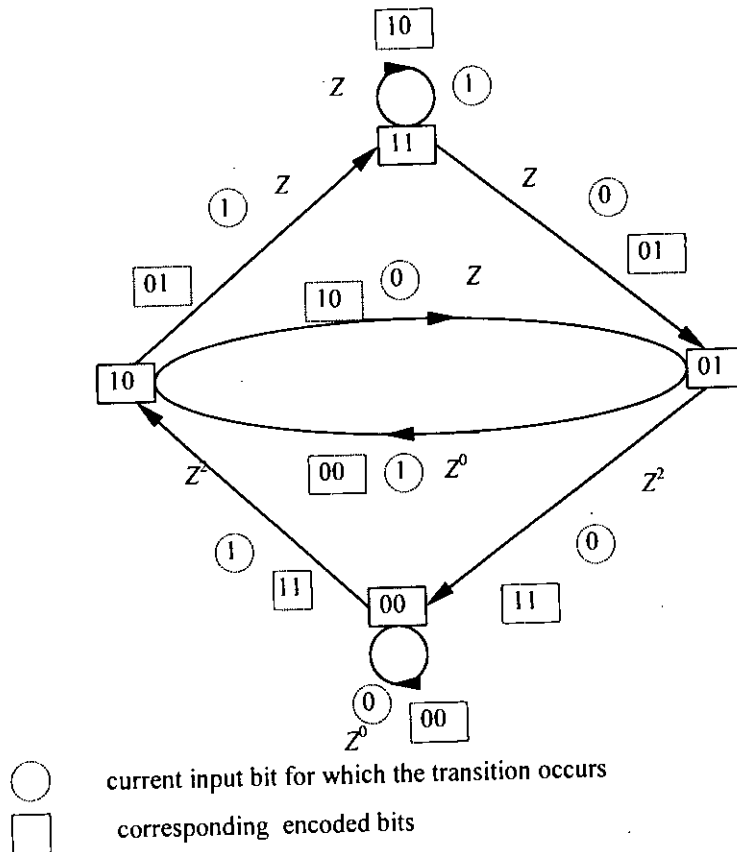 10
Z 1
11
Z Z 0
1
01 01
10 0 Z
10 01
00 1 Z⁰
Z² Z²
1 0
11 00 11
0 00
Z⁰
current input bit for which the transition occurs
corresponding encoded bits